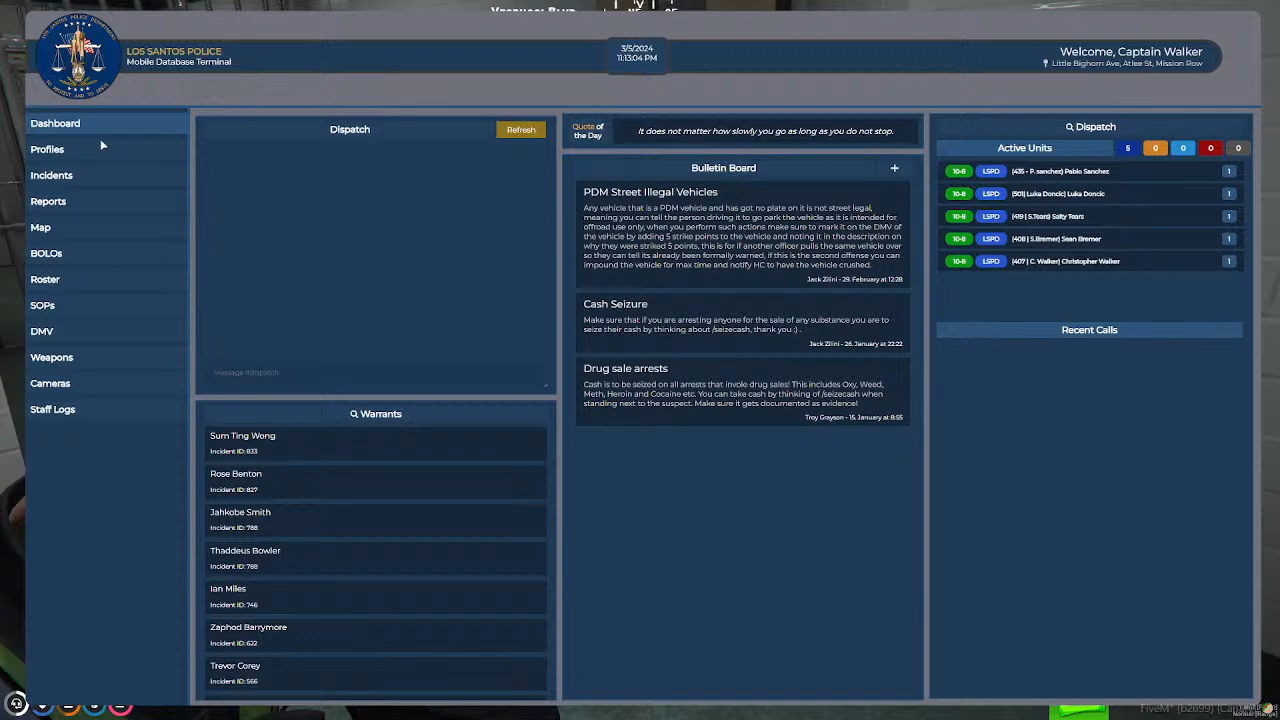 LOS SANTOS POLICE
Mobile Database Terminal
3/5/2024
11:13:04 PM
Welcome, Captain Walker
Little Bighorn Ave, Atlee St, Mission Row
Dashboard
Profiles
Incidents
Reports
Map
BOLOs
Roster
SOPs
DMV
Weapons
Cameras
Staff Logs
Dispatch
Refresh
Message #dispatch
Warrants
Sum Ting Wong
Incident ID: 833
Rose Benton
Incident ID: 827
Jahkobe Smith
Incident ID: 788
Thaddeus Bowler
Incident ID: 788
Ian Miles
Incident ID: 746
Zaphod Barrymore
Incident ID: 622
Trevor Corey
Incident ID: 566
Quote of
the Day
It does not matter how slowly you go as long as you do not stop.
Bulletin Board
+
PDM Street Illegal Vehicles
Any vehicle that is a PDM vehicle and has got no plate on it is not street legal,
meaning you can tell the person driving it to go park the vehicle as it is intended for
offroad use only, when you perform such actions make sure to mark it on the DMV of
the vehicle by adding 5 strike points to the vehicle and noting it in the description on
why they were striked 5 points, this is for if another officer pulls the same vehicle over
so they can tell its already been formally warned, if this is the second offense you can
impound the vehicle for max time and notify HC to have the vehicle crushed.
Jack Zilini - 29. February at 12:28
Cash Seizure
Make sure that if you are arresting anyone for the sale of any substance you are to
seize their cash by thinking about /seizecash, thank you :) .
Jack Zilini - 26. January at 22:22
Drug sale arrests
Cash is to be seized on all arrests that invole drug sales! This includes Oxy, Weed,
Meth, Heroin and Cocaine etc. You can take cash by thinking of /seizecash when
standing next to the suspect. Make sure it gets documented as evidence!
Troy Grayson - 15. January at 8:55
Dispatch
Active Units
5 0 0 0 0
10-8 LSPD (435 - P. sanchez) Pablo Sanchez 1
10-8 LSPD (501| Luka Doncic) Luka Doncic 1
10-8 LSPD (419 | S.Tears) Salty Tears 1
10-8 LSPD (408 | S.Bremer) Sean Bremer 1
10-8 LSPD (407 | C. Walker) Christopher Walker 1
Recent Calls